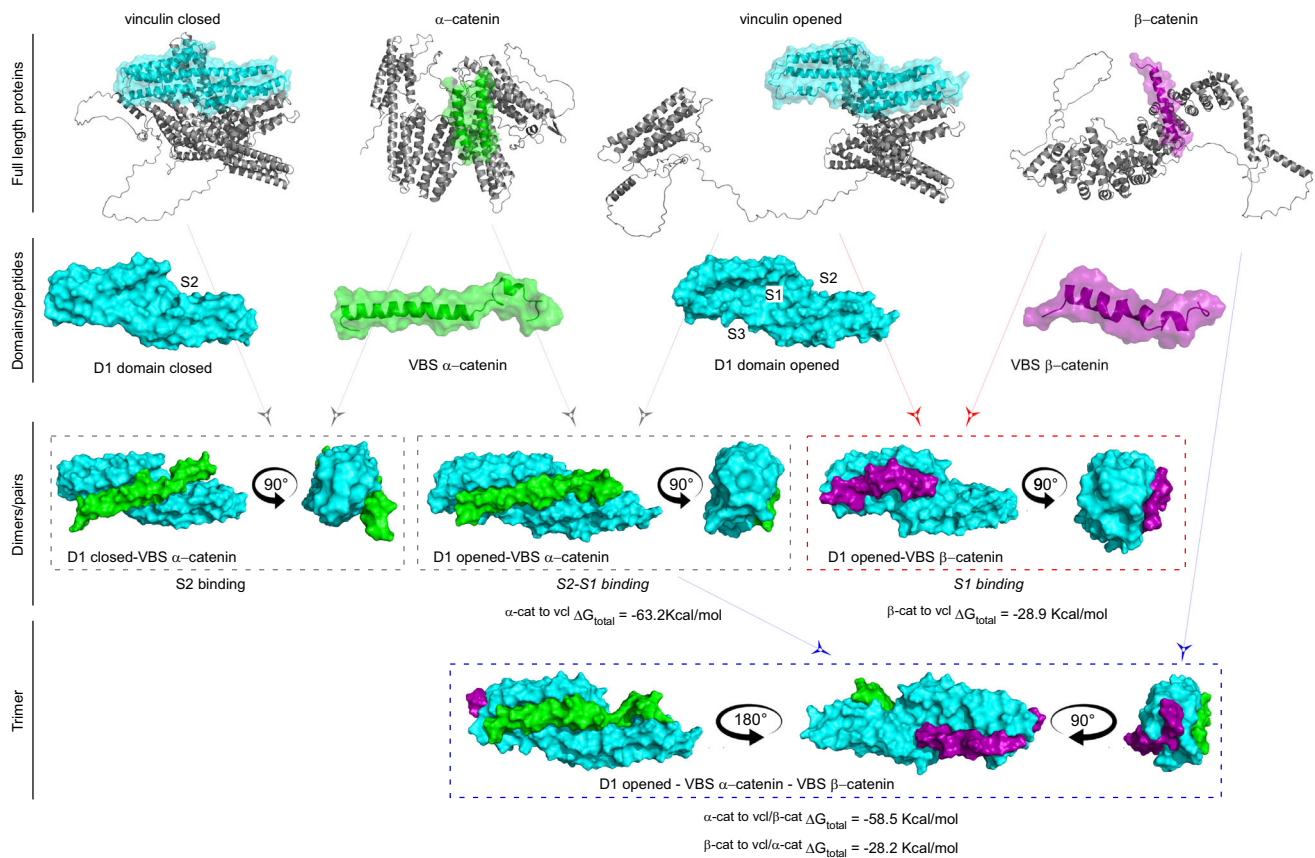 vinculin closed
α−catenin
vinculin opened
β−catenin
Full length proteins
Domains/peptides
S2
D1 domain closed
VBS α−catenin
S1
S2
S3
D1 domain opened
VBS β−catenin
Dimers/pairs
90°
D1 closed-VBS α−catenin
S2 binding
90°
D1 opened-VBS α−catenin
S2-S1 binding
α-cat to vcl ΔGtotal = -63.2Kcal/mol
90°
D1 opened-VBS β−catenin
S1 binding
β-cat to vcl ΔGtotal = -28.9 Kcal/mol
Trimer
180°
90°
D1 opened - VBS α−catenin - VBS β−catenin
α-cat to vcl/β-cat ΔGtotal = -58.5 Kcal/mol
β-cat to vcl/α-cat ΔGtotal = -28.2 Kcal/mol